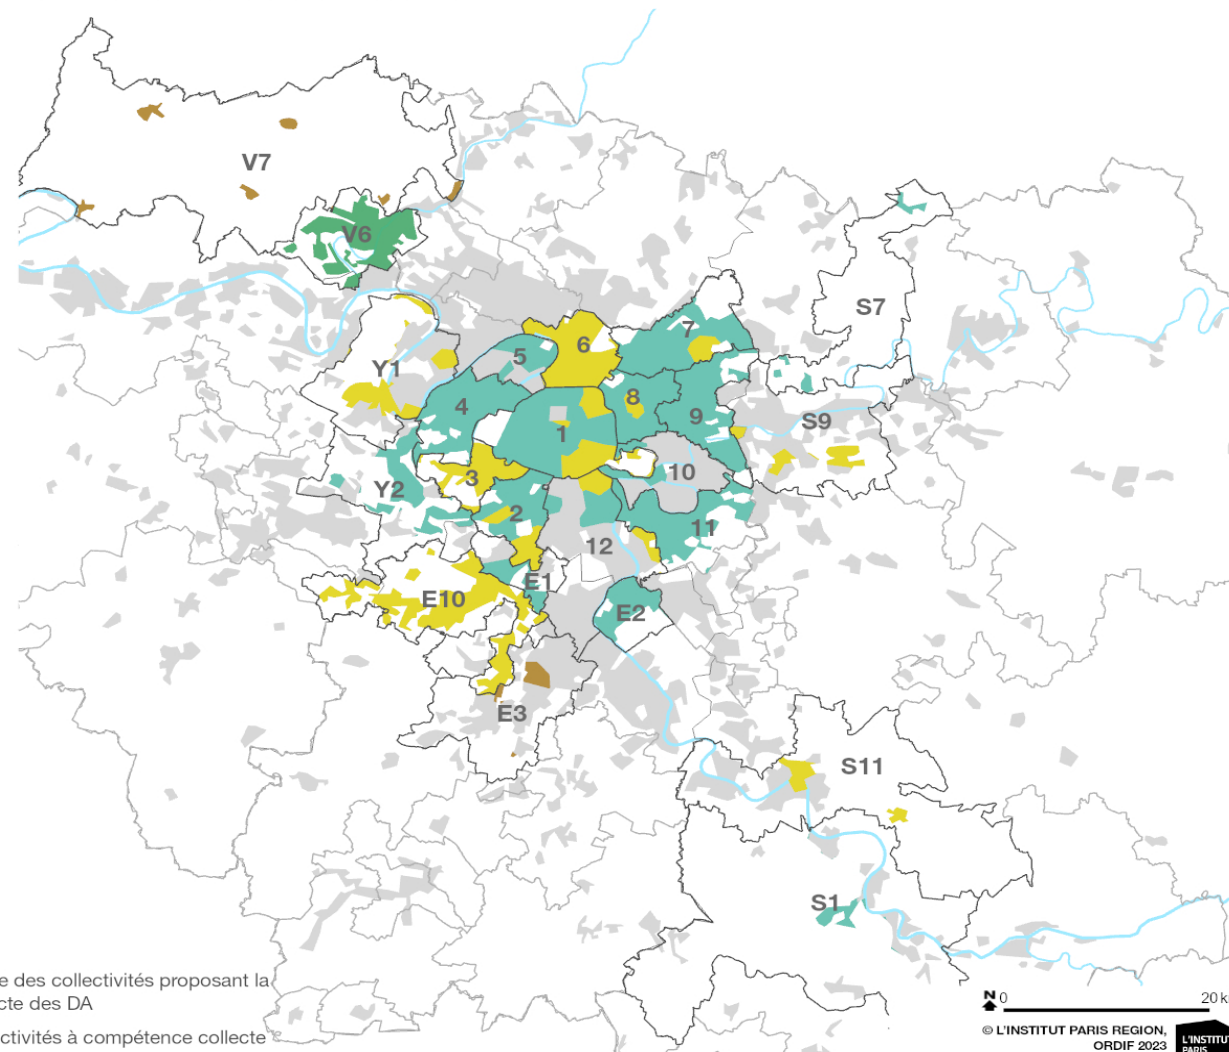 V7
V6
S7
7
6
5
Y1
8
4
9
S9
1
10
3
Y2
2
11
12
E1
E10
E2
E3
S11
S1
e des collectivités proposant la
cte des DA
ctivités à compétence collecte
N 0 20 k
© L'INSTITUT PARIS REGION,
ORDIF 2023
L'INSTITU
PARIS